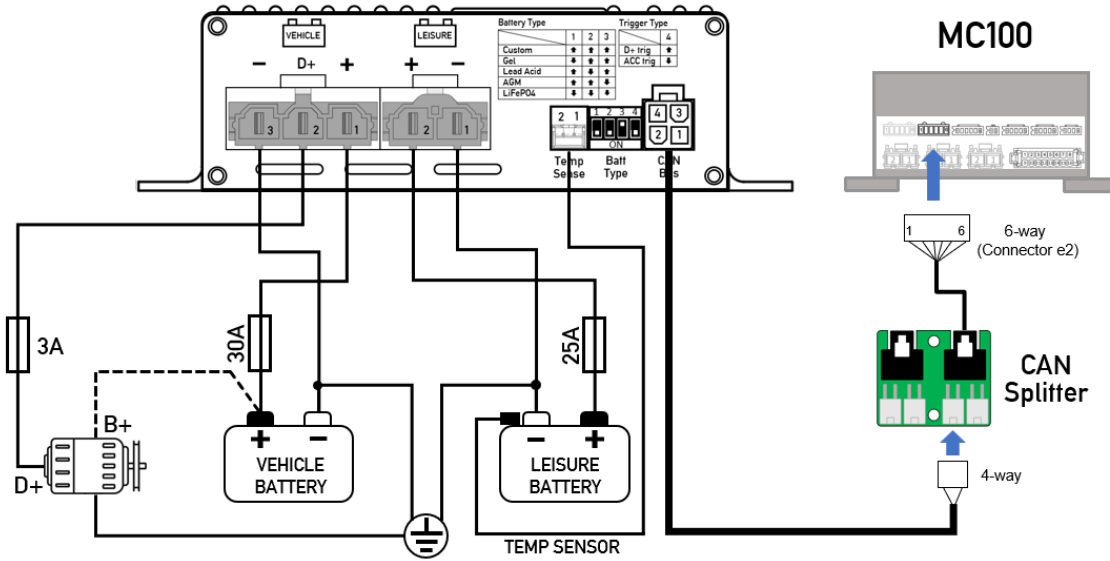 VEHICLE
LEISURE
− D+ +
+ −
3 2 1
2 1
Battery Type
1 2 3
Custom
Gel
Lead Acid
AGM
LiFePO4
Trigger Type
4
D+ trig
ACC trig
2 1
1 2 3 4
ON
4 3
2 1
Temp Sense
Batt Type
CAN Bus
MC100
1 6
6-way
(Connector e2)
3A
30A
25A
CAN
Splitter
B+
D+
+ −
VEHICLE
BATTERY
− +
LEISURE
BATTERY
4-way
TEMP SENSOR